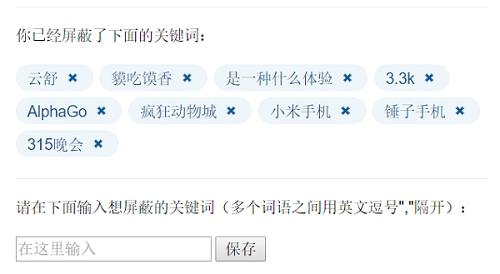 你已经屏蔽了下面的关键词：
云舒 × 貘吃馍香 × 是一种什么体验 × 3.3k ×
AlphaGo × 疯狂动物城 × 小米手机 × 锤子手机 ×
315晚会 ×
请在下面输入想屏蔽的关键词（多个词语之间用英文逗号","隔开）：
在这里输入 保存